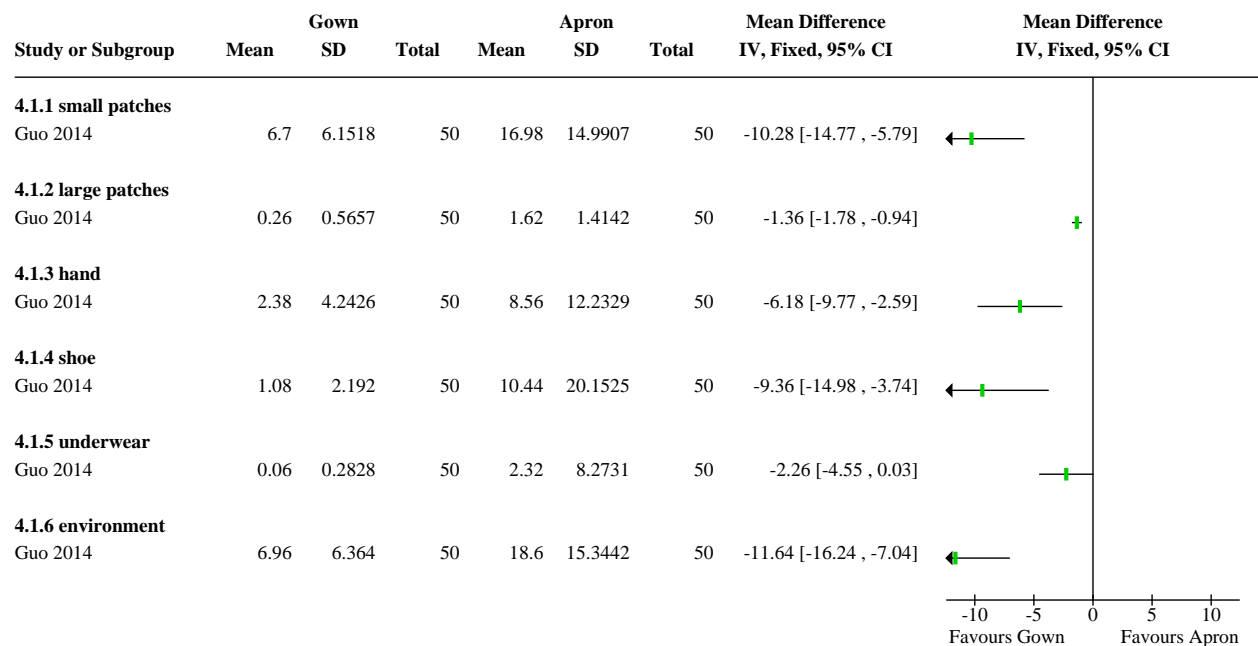 Gown Apron Mean Difference Mean Difference
Study or Subgroup Mean SD Total Mean SD Total IV, Fixed, 95% CI IV, Fixed, 95% CI
4.1.1 small patches
Guo 2014 6.7 6.1518 50 16.98 14.9907 50 -10.28 [-14.77 , -5.79]
4.1.2 large patches
Guo 2014 0.26 0.5657 50 1.62 1.4142 50 -1.36 [-1.78 , -0.94]
4.1.3 hand
Guo 2014 2.38 4.2426 50 8.56 12.2329 50 -6.18 [-9.77 , -2.59]
4.1.4 shoe
Guo 2014 1.08 2.192 50 10.44 20.1525 50 -9.36 [-14.98 , -3.74]
4.1.5 underwear
Guo 2014 0.06 0.2828 50 2.32 8.2731 50 -2.26 [-4.55 , 0.03]
4.1.6 environment
Guo 2014 6.96 6.364 50 18.6 15.3442 50 -11.64 [-16.24 , -7.04]
-10 -5 0 5 10
Favours Gown Favours Apron